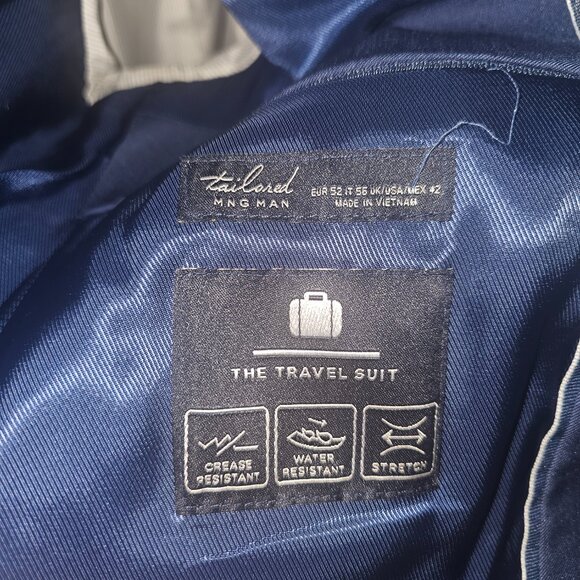 tailored
MNG MAN
EUR 52 IT 56 UK/USA/MEX 42
MADE IN VIETNAM
THE TRAVEL SUIT
CREASE
RESISTANT
WATER
RESISTANT
STRETCH